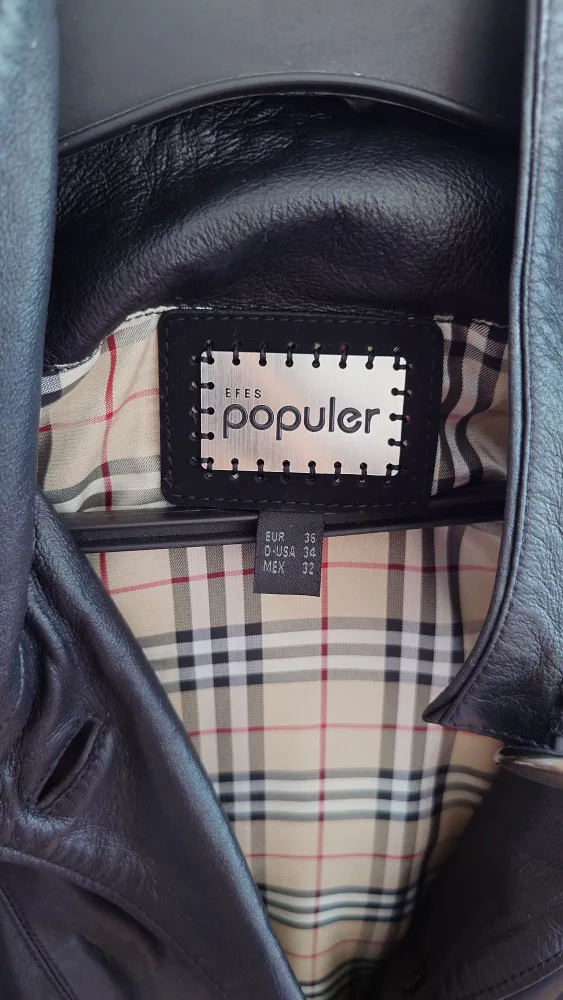 EFES
populer
EUR 36
D-USA 34
MEX 32